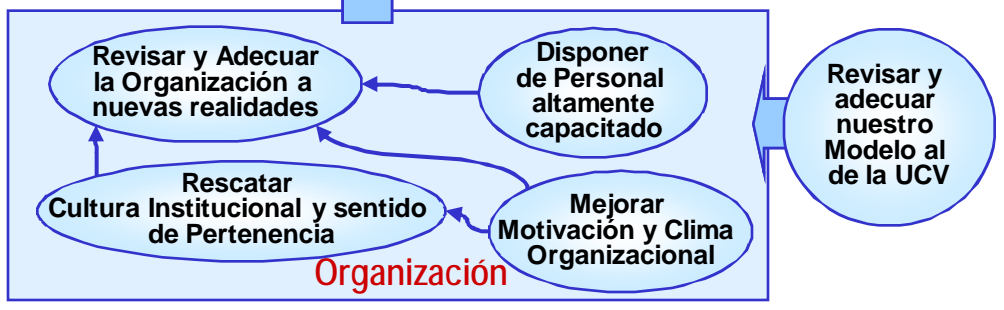 Revisar y Adecuar
la Organización a
nuevas realidades
Disponer
de Personal
altamente
capacitado
Revisar y
adecuar
nuestro
Modelo al
de la UCV
Rescatar
Cultura Institucional y sentido
de Pertenencia
Mejorar
Motivación y Clima
Organizacional
Organización